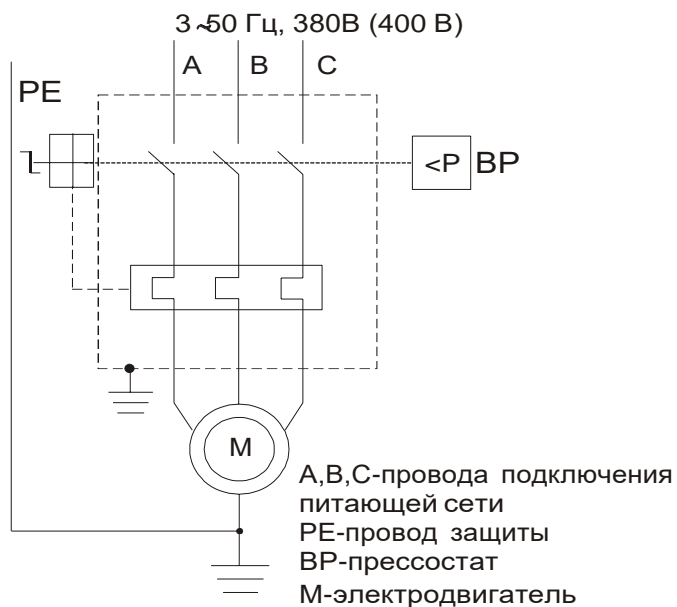 3 ~50 Гц, 380В (400 В)
A B C
PE
<P BP
M
A,B,C-провода подключения
питающей сети
PE-провод защиты
BP-прессостат
M-электродвигатель